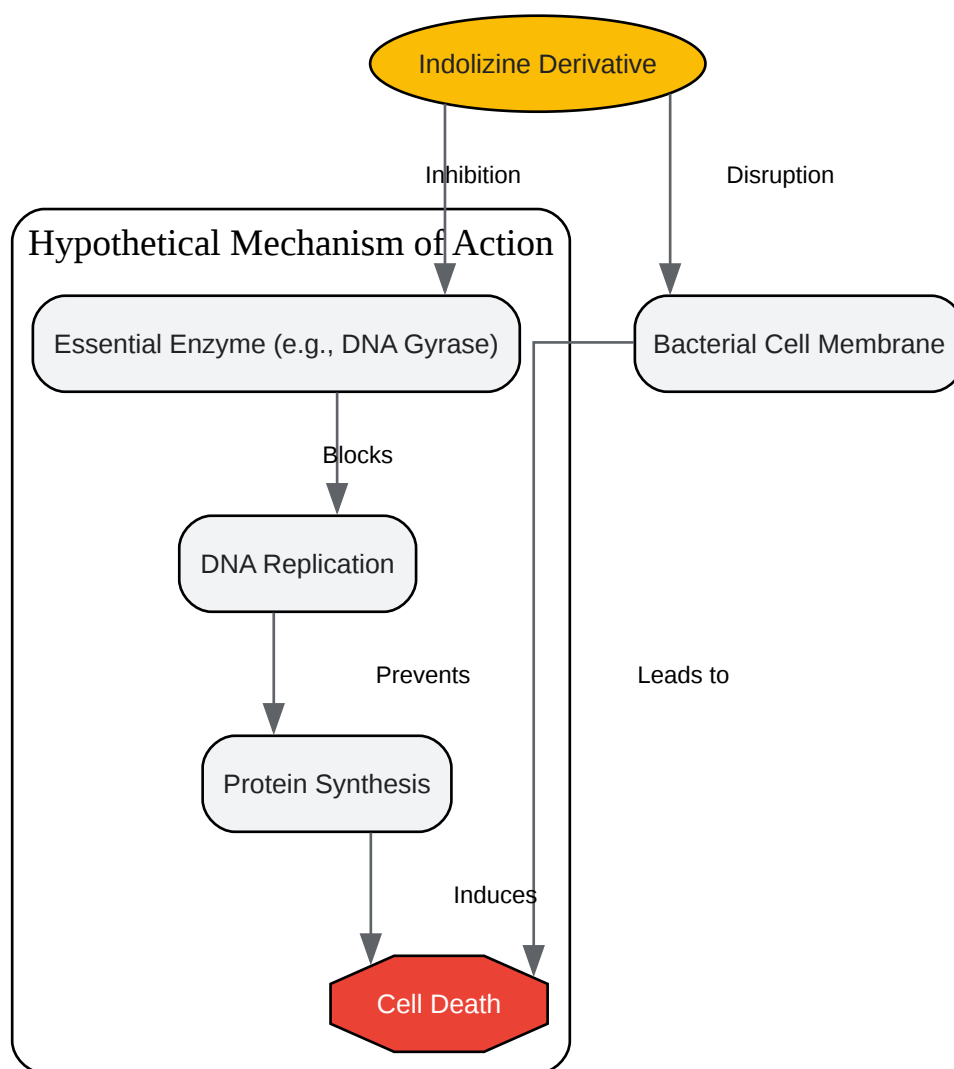 Indolizine Derivative
Inhibition
Disruption
Hypothetical Mechanism of Action
Essential Enzyme (e.g., DNA Gyrase)
Bacterial Cell Membrane
Blocks
DNA Replication
Prevents
Leads to
Protein Synthesis
Induces
Cell Death